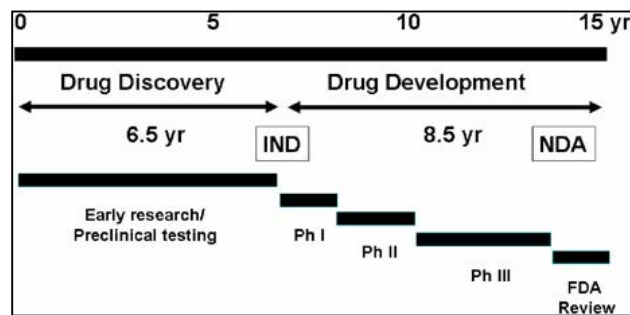 0 5 10 15 yr
Drug Discovery Drug Development
6.5 yr IND 8.5 yr NDA
Early research/
Preclinical testing
Ph I
Ph II
Ph III
FDA
Review